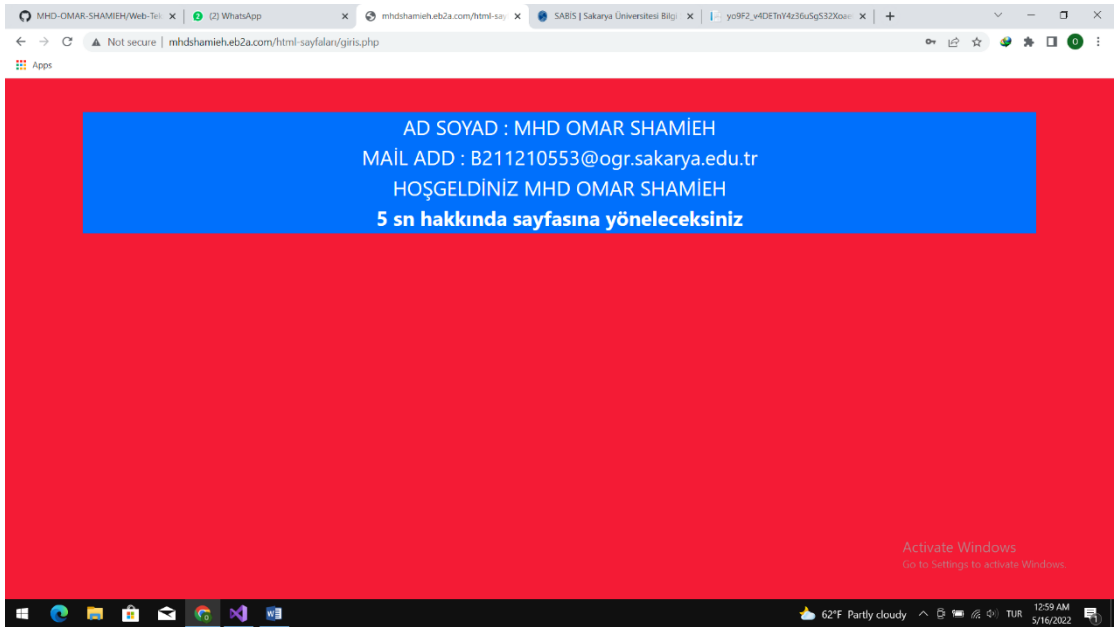 MHD-OMAR-SHAMIEH/Web-Tek
(2) WhatsApp
mhdshamieh.eb2a.com/html-say
SABİS | Sakarya Üniversitesi Bilgi
Not secure | mhdshamieh.eb2a.com/html-sayfaları/giris.php
Apps
AD SOYAD : MHD OMAR SHAMİEH
MAİL ADD : B211210553@ogr.sakarya.edu.tr
HOŞGELDİNİZ MHD OMAR SHAMİEH
5 sn hakkında sayfasına yöneleceksiniz
Activate Windows
Go to Settings to activate Windows.
62°F Partly cloudy
TUR
12:59 AM
5/16/2022